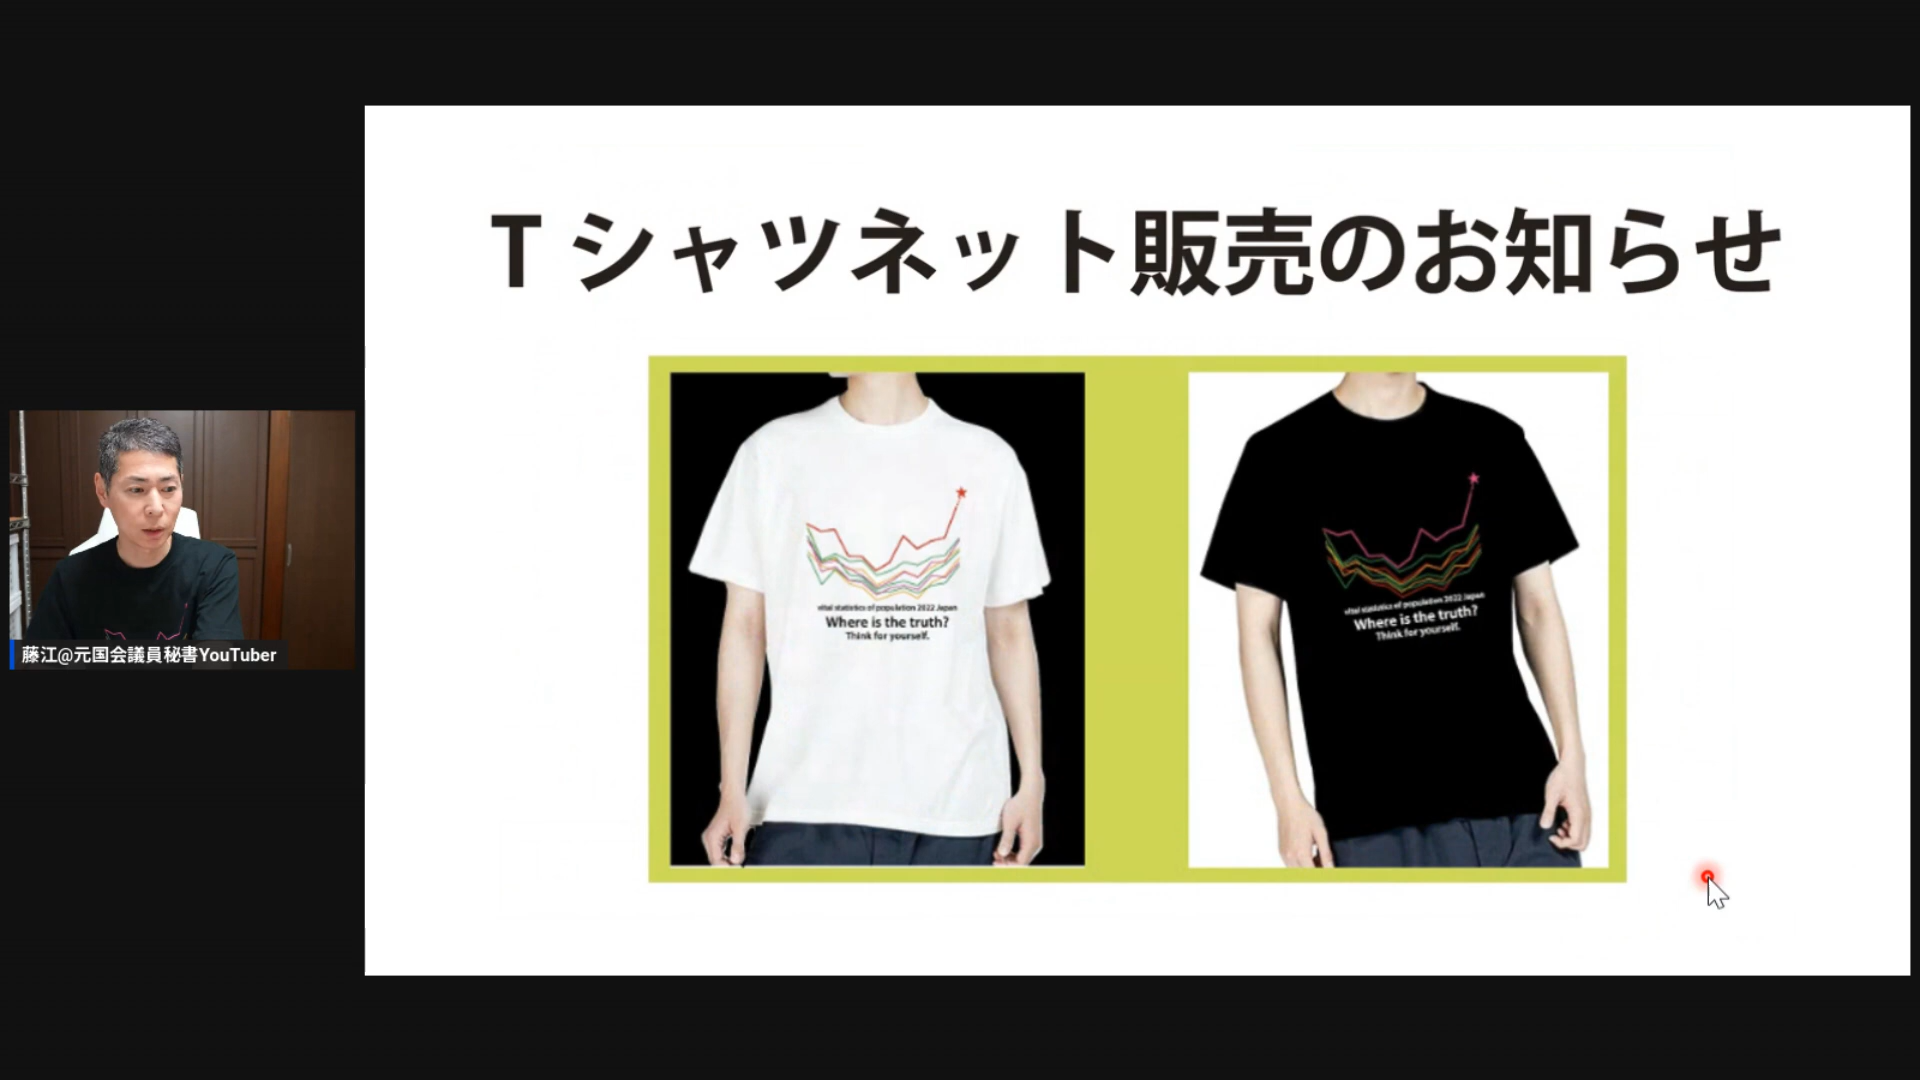 Tシャツネット販売のお知らせ
vital statistics of population 2022 Japan
Where is the truth?
Think for yourself.
vital statistics of population 2022 Japan
Where is the truth?
Think for yourself.
藤江@元国会議員秘書YouTuber